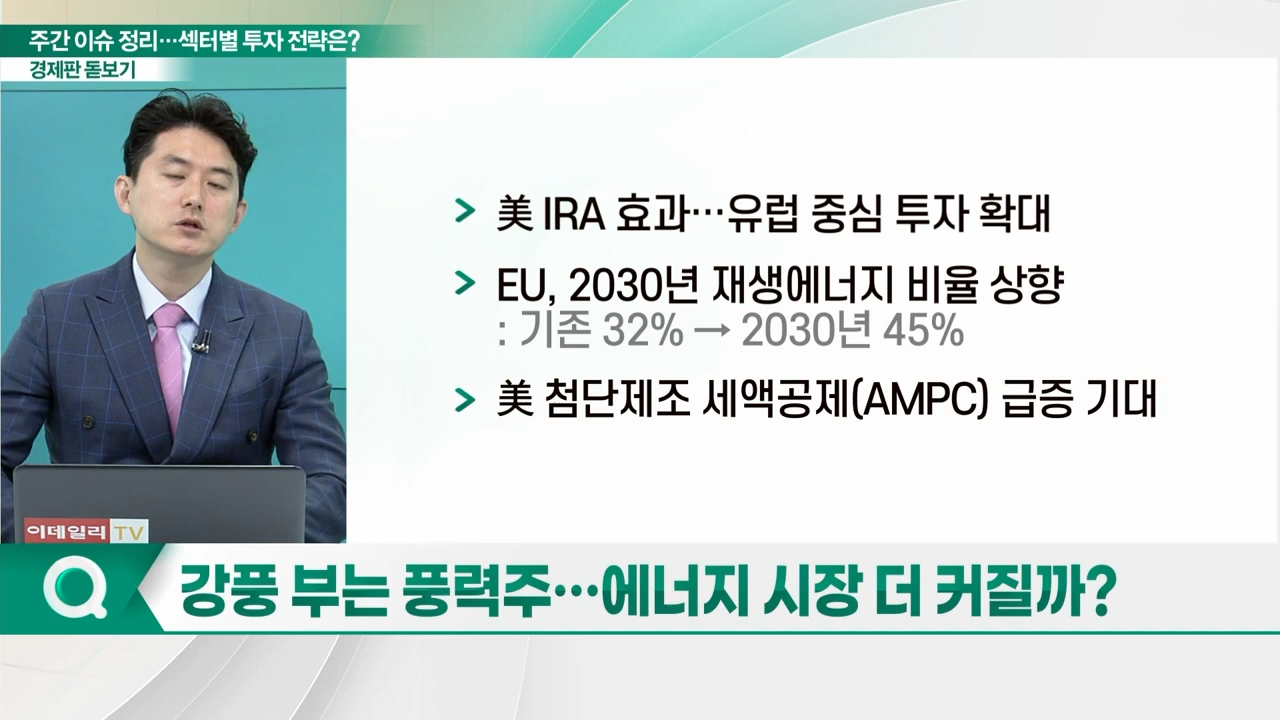 주간 이슈 정리…섹터별 투자 전략은?
경제판 돋보기
> 美 IRA 효과…유럽 중심 투자 확대
> EU, 2030년 재생에너지 비율 상향
: 기존 32% → 2030년 45%
> 美 첨단제조 세액공제(AMPC) 급증 기대
이데일리TV
강풍 부는 풍력주…에너지 시장 더 커질까?